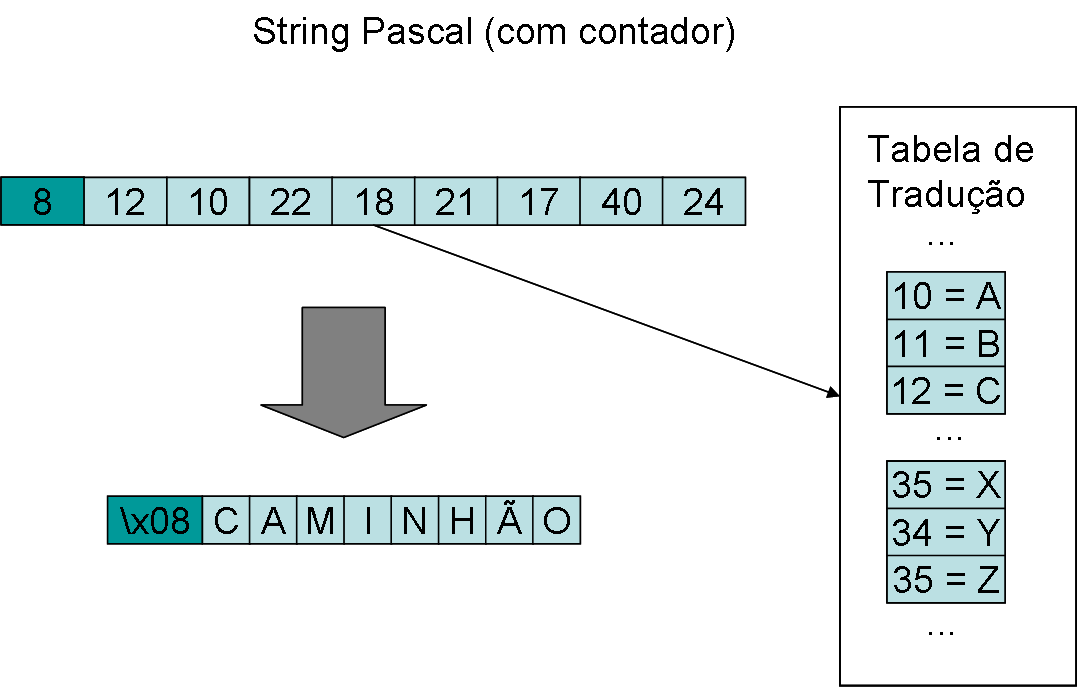 String Pascal (com contador)
8 12 10 22 18 21 17 40 24
\x08 C A M I N H Ã O
Tabela de
Tradução
...
10 = A
11 = B
12 = C
...
35 = X
34 = Y
35 = Z
...